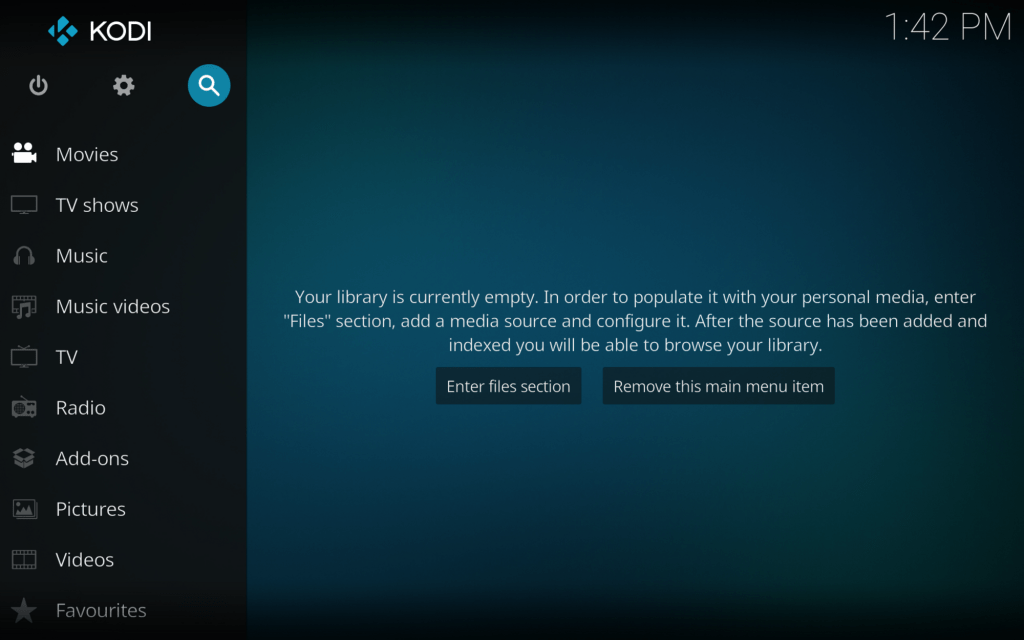 KODI
1:42 PM
Movies
TV shows
Music
Music videos
TV
Radio
Add-ons
Pictures
Videos
Favourites
Your library is currently empty. In order to populate it with your personal media, enter
"Files" section, add a media source and configure it. After the source has been added and
indexed you will be able to browse your library.
Enter files section
Remove this main menu item